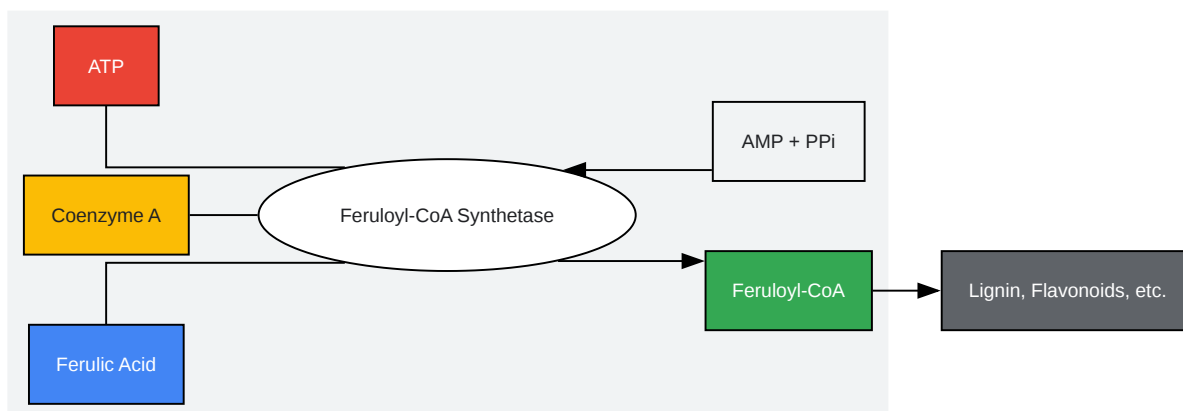 ATP
AMP + PPi
Coenzyme A
Feruloyl-CoA Synthetase
Feruloyl-CoA
Lignin, Flavonoids, etc.
Ferulic Acid